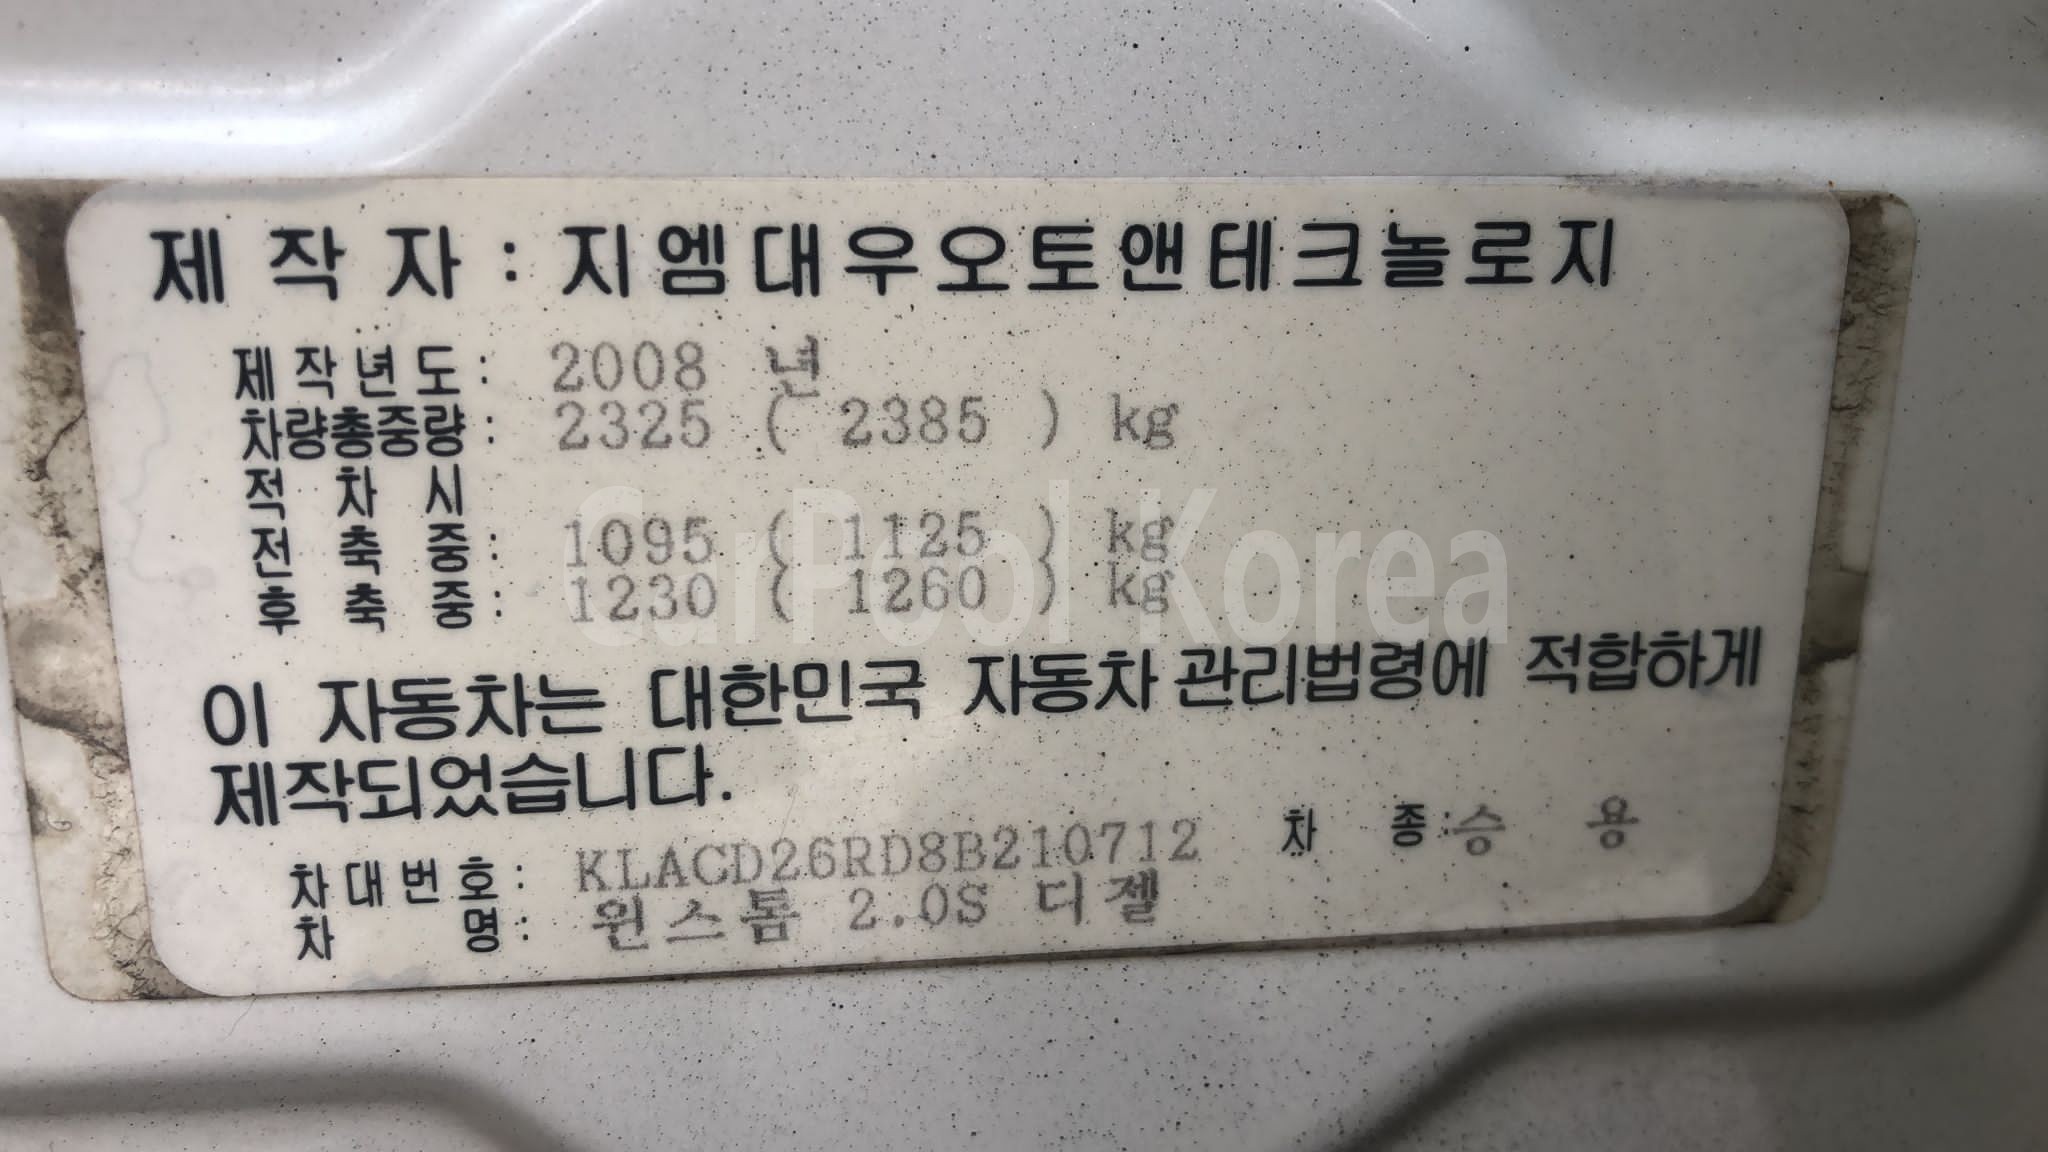 제 작 자 : 지엠대우오토앤테크놀로지
제작년도 : 2008 년
차량총중량 : 2325 ( 2385 ) kg
적 차 시
전 축 중 : 1095 ( 1125 ) kg
후 축 중 : 1230 ( 1260 ) kg
CarPool Korea
이 자동차는 대한민국 자동차관리법령에 적합하게
제작되었습니다.
차대번호 : KLACD26RD8B210712 차 종 : 승 용
차 명 : 윈스톰 2.0S 디젤